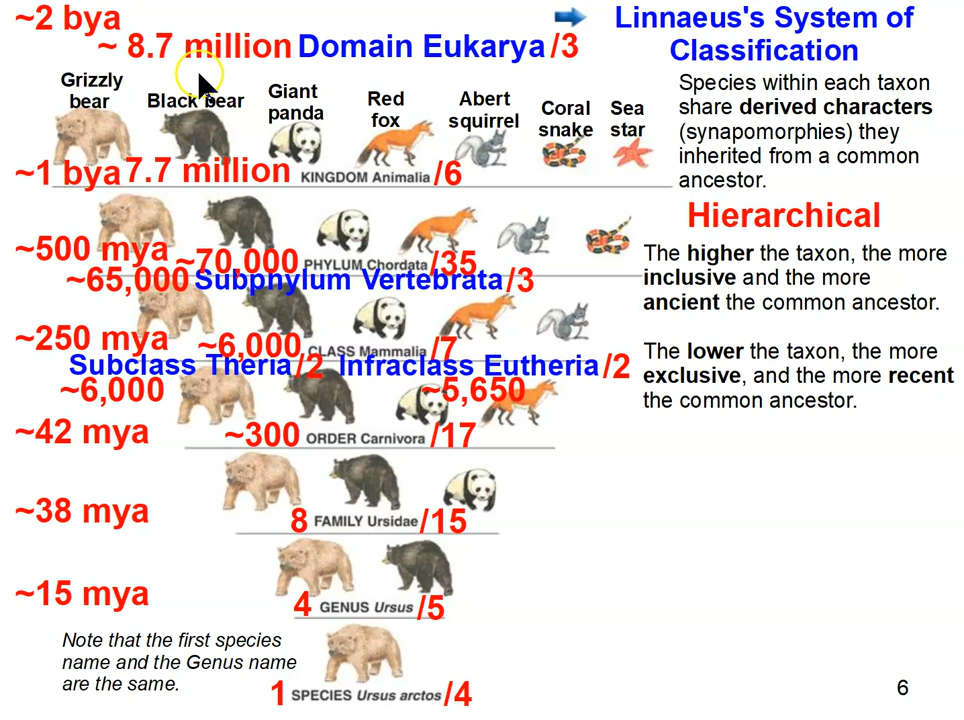 ~2 bya
~ 8.7 million Domain Eukarya /3
Grizzly bear
Black bear
Giant panda
Red fox
Abert squirrel
Coral snake
Sea star
~1 bya 7.7 million KINGDOM Animalia /6
~500 mya ~70,000 PHYLUM Chordata /35
~65,000 Subphylum Vertebrata /3
~250 mya ~6,000 CLASS Mammalia /7
Subclass Theria /2 Infraclass Eutheria /2
~6,000 ~5,650
~42 mya ~300 ORDER Carnivora /17
~38 mya 8 FAMILY Ursidae /15
~15 mya 4 GENUS Ursus /5
Note that the first species
name and the Genus name
are the same.
1 SPECIES Ursus arctos /4
Linnaeus's System of
Classification
Species within each taxon
share derived characters
(synapomorphies) they
inherited from a common
ancestor.
Hierarchical
The higher the taxon, the more
inclusive and the more
ancient the common ancestor.
The lower the taxon, the more
exclusive, and the more recent
the common ancestor.
6